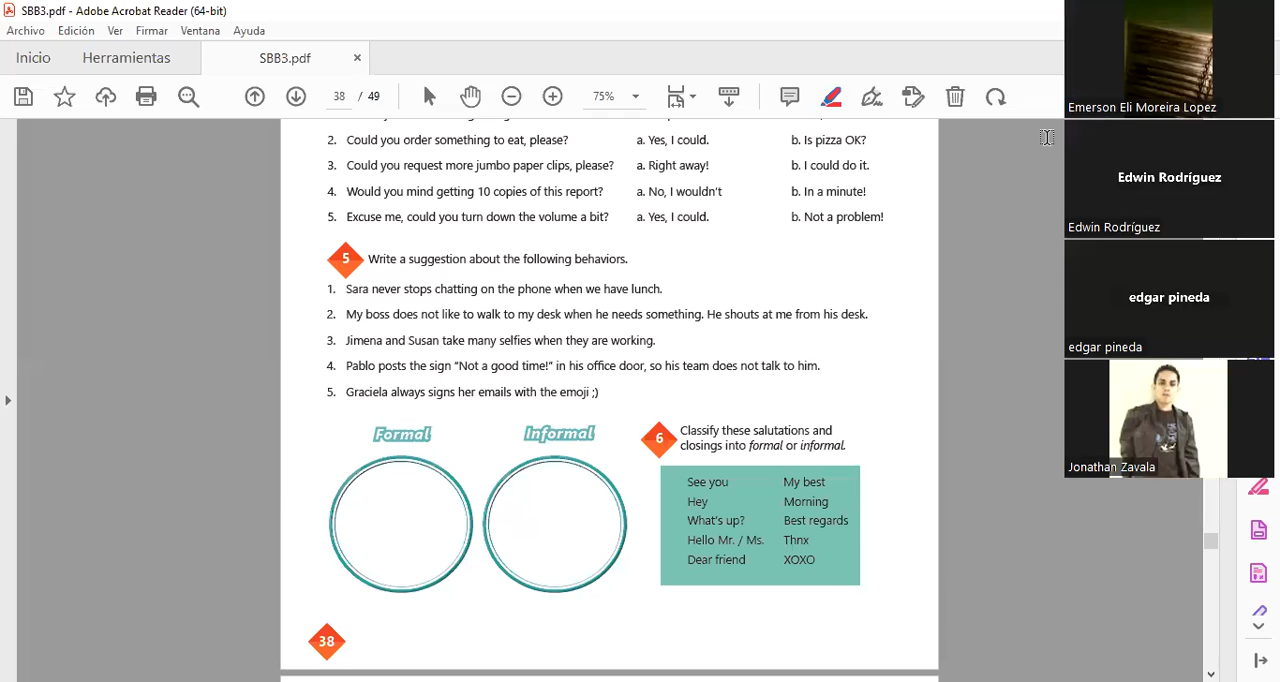 SBB3.pdf - Adobe Acrobat Reader (64-bit)
Archivo Edición Ver Firmar Ventana Ayuda
Inicio Herramientas SBB3.pdf ×
38 / 49 75%
2. Could you order something to eat, please? a. Yes, I could. b. Is pizza OK?
3. Could you request more jumbo paper clips, please? a. Right away! b. I could do it.
4. Would you mind getting 10 copies of this report? a. No, I wouldn't b. In a minute!
5. Excuse me, could you turn down the volume a bit? a. Yes, I could. b. Not a problem!
5 Write a suggestion about the following behaviors.
1. Sara never stops chatting on the phone when we have lunch.
2. My boss does not like to walk to my desk when he needs something. He shouts at me from his desk.
3. Jimena and Susan take many selfies when they are working.
4. Pablo posts the sign “Not a good time!” in his office door, so his team does not talk to him.
5. Graciela always signs her emails with the emoji ;)
Formal Informal
6 Classify these salutations and
closings into formal or informal.
See you My best
Hey Morning
What's up? Best regards
Hello Mr. / Ms. Thnx
Dear friend XOXO
38
Emerson Eli Moreira Lopez
Edwin Rodríguez
Edwin Rodríguez
edgar pineda
edgar pineda
Jonathan Zavala